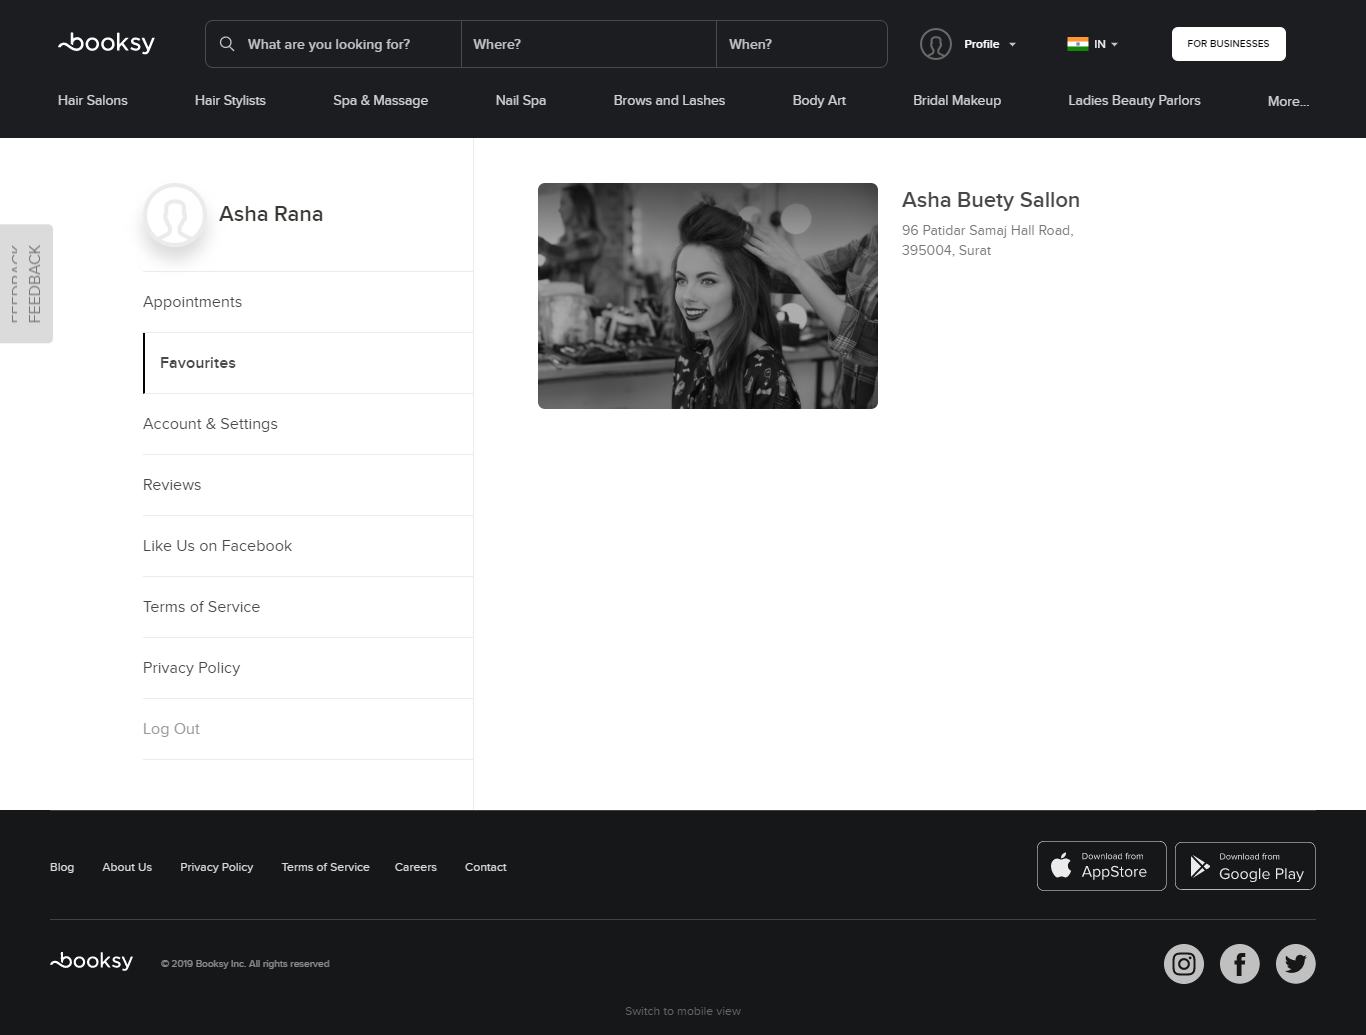 booksy
What are you looking for?
Where?
When?
Profile
IN
FOR BUSINESSES
Hair Salons
Hair Stylists
Spa & Massage
Nail Spa
Brows and Lashes
Body Art
Bridal Makeup
Ladies Beauty Parlors
More...
Asha Rana
FEEDBACK
FEEDBACK
Appointments
Favourites
Account & Settings
Reviews
Like Us on Facebook
Terms of Service
Privacy Policy
Log Out
Asha Buety Sallon
96 Patidar Samaj Hall Road,
395004, Surat
Blog
About Us
Privacy Policy
Terms of Service
Careers
Contact
Download from
AppStore
Download from
Google Play
booksy
© 2019 Booksy Inc. All rights reserved
Switch to mobile view